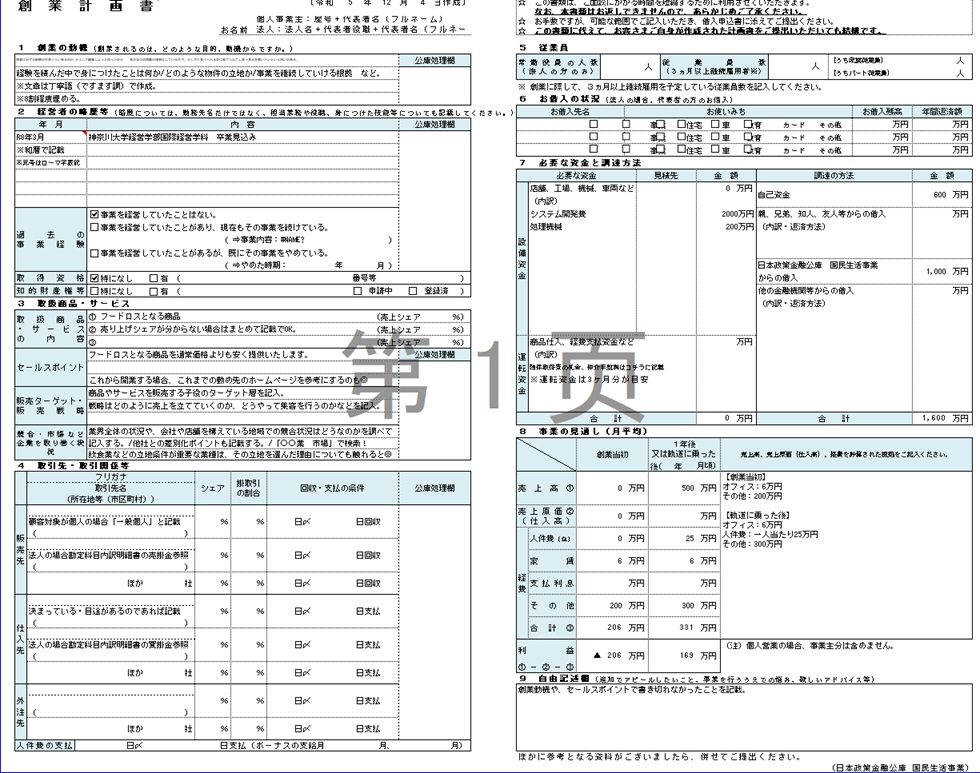 創業計画書
〔令和 5 年 12 月 4 日作成〕
個人事業主：屋号＋代表者名（フルネーム）
お名前 法人：法人名＋代表者役職＋代表者名（フルネー
1 創業の動機（創業されるのは、どのような目的、動機からですか。）
公庫処理欄
経験を積んだ中で身につけたことは何か/どのような物件の立地か/事業を継続していける根拠 など。
※文章は丁寧語（ですます調）で作成。
※8割程度埋める。
2 経営者の略歴等（略歴については、勤務先名だけではなく、担当業務や役職、身につけた技能等についても記載してください。）
年 月 内 容 公庫処理欄
R8年3月 神奈川大学経営学部国際経営学科 卒業見込み
※和暦で記載
※元号はローマ字表記
過去の事業経験
☑事業を経営していたことはない。
□事業を経営していたことがあり、現在もその事業を続けている。
（⇒事業内容：#NAME? ）
□事業を経営していたことがあるが、既にその事業をやめている。
（⇒やめた時期： 年 月）
取得資格 ☑特になし □有（ 番号等 ）
知的財産権等 □特になし □有（ □申請中 □登録済 ）
3 取扱商品・サービス
取扱商品・サービスの内容
① フードロスとなる商品 （売上シェア %）
② 売り上げシェアが分からない場合はまとめて記載でOK。 （売上シェア %）
③ （売上シェア %）
セールスポイント
フードロスとなる商品を通常価格よりも安く提供いたします。
公庫処理欄
これから開業する場合、これまでの勤め先のホームページを参考にするのも◎
販売ターゲット・販売戦略
商品やサービスを販売する予役のターゲット層を記入。
戦略はどのように売上を立てていくのか、どうやって集客を行うのかなどを記入。
競合・市場など企業を取り巻く状況
業界全体の状況や、会社や店舗を構えている地域での競合状況はどうなのかを調べて
記入する。/他社との差別化ポイントも記載する。/「〇〇業 市場」で検索！
飲食業などの立地条件が重要な業種は、その立地を選んだ理由についても触れると◎
4 取引先・取引関係等
フリガナ
取引先名
（所在地等（市区町村））
シェア 掛取引の割合 回収・支払の条件 公庫処理欄
販売先
顧客対象が個人の場合「一般個人」と記載 % % 日〆 日回収
（ ）
法人の場合勘定科目内訳明細書の売掛金参照 % % 日〆 日回収
（ ）
ほか 社 % % 日〆 日回収
仕入先
決まっている・目途があるのであれば記載 % % 日〆 日支払
（ ）
法人の場合勘定科目内訳明細書の買掛金参照 % % 日〆 日支払
（ ）
ほか 社 % % 日〆 日支払
外注先
% % 日〆 日支払
（ ）
ほか 社 % % 日〆 日支払
人件費の支払 日〆 日支払（ボーナスの支給月 月、 月）
☆ この書類は、ご面談にかかる時間を短縮するために利用させていただきます。
なお、本書類はお返しできませんので、あらかじめご了承ください。
☆ お手数ですが、可能な範囲でご記入いただき、借入申込書に添えてご提出ください。
☆ この書類に代えて、お客さまご自身が作成された計画書をご提出いただいても結構です。
5 従業員
常勤役員の人数（法人の方のみ） 人
従業員数（3ヵ月以上継続雇用者※） 人
（うち家族従業員） 人
（うちパート従業員） 人
※ 創業に際して、3ヵ月以上継続雇用を予定している従業員数を記入してください。
6 お借入の状況（法人の場合、代表者の方のお借入）
お借入先名 お使いみち お借入残高 年間返済額
□ □ 事業 □住宅 □車 □教育 カード その他 万円 万円
□ □ 事業 □住宅 □車 □教育 カード その他 万円 万円
□ □ 事業 □住宅 □車 □教育 カード その他 万円 万円
7 必要な資金と調達方法
必要な資金 見積先 金 額 調達の方法 金 額
設備資金
店舗、工場、機械、車両など 0 万円
（内訳）
システム開発費 2000万円
処理機械 200万円
自己資金 600 万円
親、兄弟、知人、友人等からの借入 万円
（内訳・返済方法）
日本政策金融公庫 国民生活事業
からの借入 1,000 万円
他の金融機関等からの借入 万円
（内訳・返済方法）
運転資金
商品仕入、経費支払資金など 万円
（内訳）
物件取得費の礼金、仲介手数料はコチラに記載
※運転資金は3ヶ月分が目安
合 計 0 万円 合 計 1,600 万円
8 事業の見通し（月平均）
創業当初
1年後
又は軌道に乗った
後（ 年 月頃）
売上高、売上原価（仕入高）、経費を計算された根拠をご記入ください。
売上高① 0 万円 500 万円
売上原価②（仕入高） 0 万円 万円
経費
人件費（注） 0 万円 25 万円
家 賃 6 万円 6 万円
支払利息 万円 万円
その他 200 万円 300 万円
合計③ 206 万円 331 万円
利益 ①－②－③ ▲ 206 万円 169 万円
【創業当初】
オフィス：6万円
その他：200万円
【軌道に乗った後】
オフィス：6万円
人件費：一人当たり25万円
その他：300万円
（注）個人営業の場合、事業主分は含めません。
9 自由記述欄（追加でアピールしたいこと、事業を行ううえでの悩み、欲しいアドバイス等）
創業動機や、セールスポイントで書き切れなかったことを記載。
ほかに参考となる資料がございましたら、併せてご提出ください。
（日本政策金融公庫 国民生活事業）
第 1 页